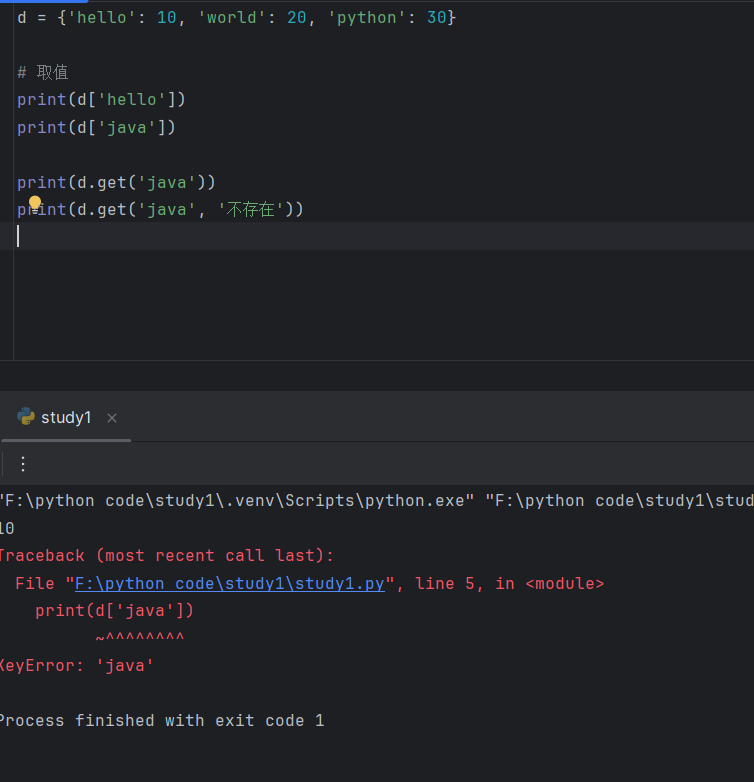 d = {'hello': 10, 'world': 20, 'python': 30}
# 取值
print(d['hello'])
print(d['java'])
print(d.get('java'))
print(d.get('java', '不存在'))
study1
"F:\python code\study1\.venv\Scripts\python.exe" "F:\python code\study1\stud
10
Traceback (most recent call last):
File "F:\python code\study1\study1.py", line 5, in <module>
print(d['java'])
~^^^^^^^^
KeyError: 'java'
Process finished with exit code 1